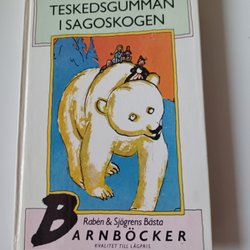 TESKEDSGUMMAN
I SAGOSKOGEN
Rabén & Sjögrens Bästa
BARNBÖCKER
KVALITET TILL LÅGPRIS